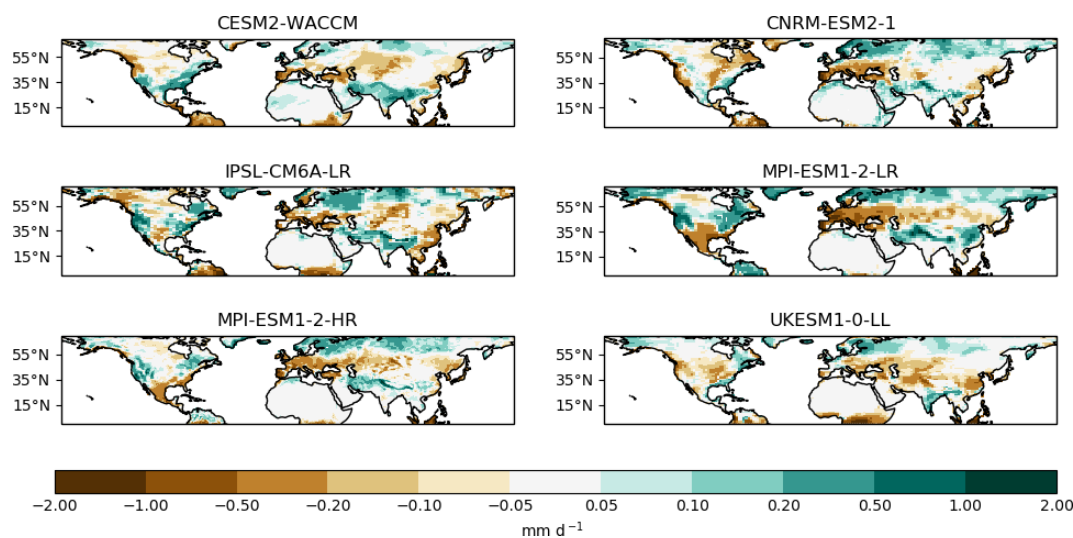 CESM2-WACCM
CNRM-ESM2-1
55°N
35°N
15°N
55°N
35°N
15°N
IPSL-CM6A-LR
MPI-ESM1-2-LR
55°N
35°N
15°N
55°N
35°N
15°N
MPI-ESM1-2-HR
UKESM1-0-LL
55°N
35°N
15°N
55°N
35°N
15°N
−2.00 −1.00 −0.50 −0.20 −0.10 −0.05 0.05 0.10 0.20 0.50 1.00 2.00
mm d⁻¹